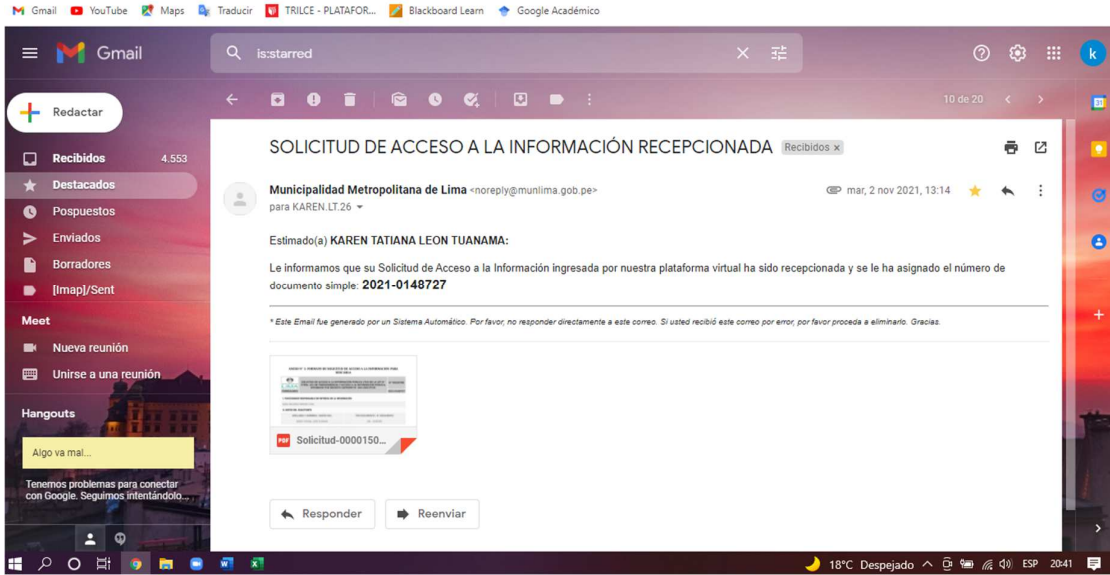 Gmail YouTube Maps Traducir TRILCE - PLATAFOR... Blackboard Learn Google Académico
Gmail
is:starred
k
Redactar
10 de 20
Recibidos 4.553
Destacados
Pospuestos
Enviados
Borradores
[Imap]/Sent
Meet
Nueva reunión
Unirse a una reunión
Hangouts
Algo va mal...
Tenemos problemas para conectar
con Google. Seguimos intentándolo...
SOLICITUD DE ACCESO A LA INFORMACIÓN RECEPCIONADA Recibidos x
Municipalidad Metropolitana de Lima <noreply@munlima.gob.pe> mar, 2 nov 2021, 13:14
para KAREN.LT.26
Estimado(a) KAREN TATIANA LEON TUANAMA:
Le informamos que su Solicitud de Acceso a la Información ingresada por nuestra plataforma virtual ha sido recepcionada y se le ha asignado el número de
documento simple: 2021-0148727
* Este Email fue generado por un Sistema Automático. Por favor, no responder directamente a este correo. Si usted recibió este correo por error, por favor proceda a eliminarlo. Gracias.
PDF Solicitud-0000150...
Responder Reenviar
31
18°C Despejado ESP 20:41